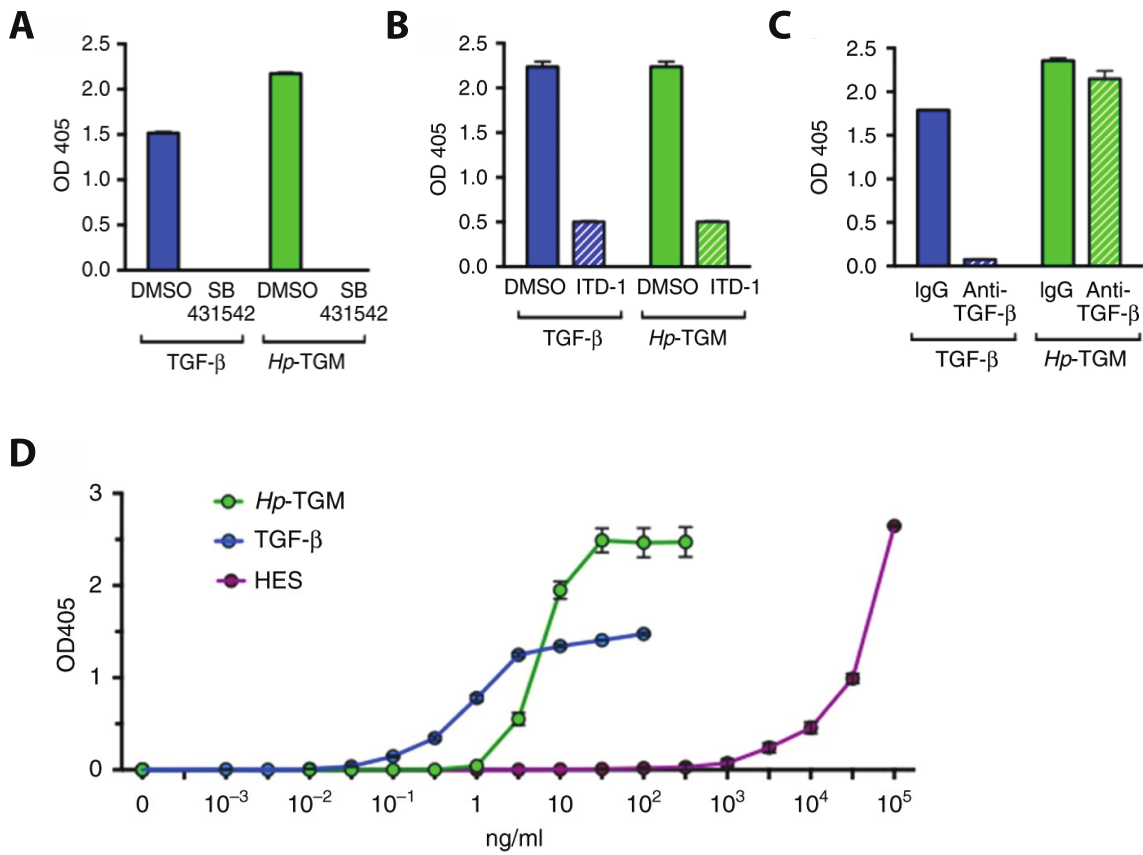 A
2.5
2.0
1.5
1.0
0.5
0.0
OD 405
DMSO SB 431542 DMSO SB 431542
TGF-β Hp-TGM
B
2.5
2.0
1.5
1.0
0.5
0.0
OD 405
DMSO ITD-1 DMSO ITD-1
TGF-β Hp-TGM
C
2.5
2.0
1.5
1.0
0.5
0.0
OD 405
IgG Anti-TGF-β IgG Anti-TGF-β
TGF-β Hp-TGM
D
3
2
1
0
OD405
Hp-TGM
TGF-β
HES
0 10⁻³ 10⁻² 10⁻¹ 1 10 10² 10³ 10⁴ 10⁵
ng/ml